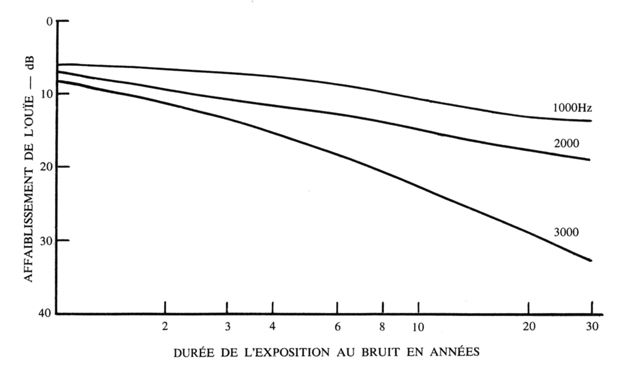 0
10
20
30
40
AFFAIBLISSEMENT DE L'OUÏE — dB
1000Hz
2000
3000
2 3 4 6 8 10 20 30
DURÉE DE L'EXPOSITION AU BRUIT EN ANNÉES